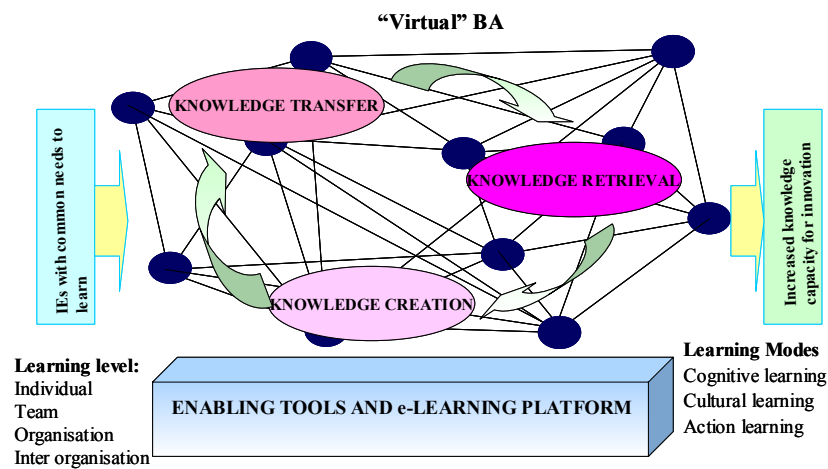 “Virtual” BA
KNOWLEDGE TRANSFER
KNOWLEDGE RETRIEVAL
KNOWLEDGE CREATION
IEs with common needs to
learn
Increased knowledge
capacity for innovation
Learning level:
Individual
Team
Organisation
Inter organisation
ENABLING TOOLS AND e-LEARNING PLATFORM
Learning Modes
Cognitive learning
Cultural learning
Action learning